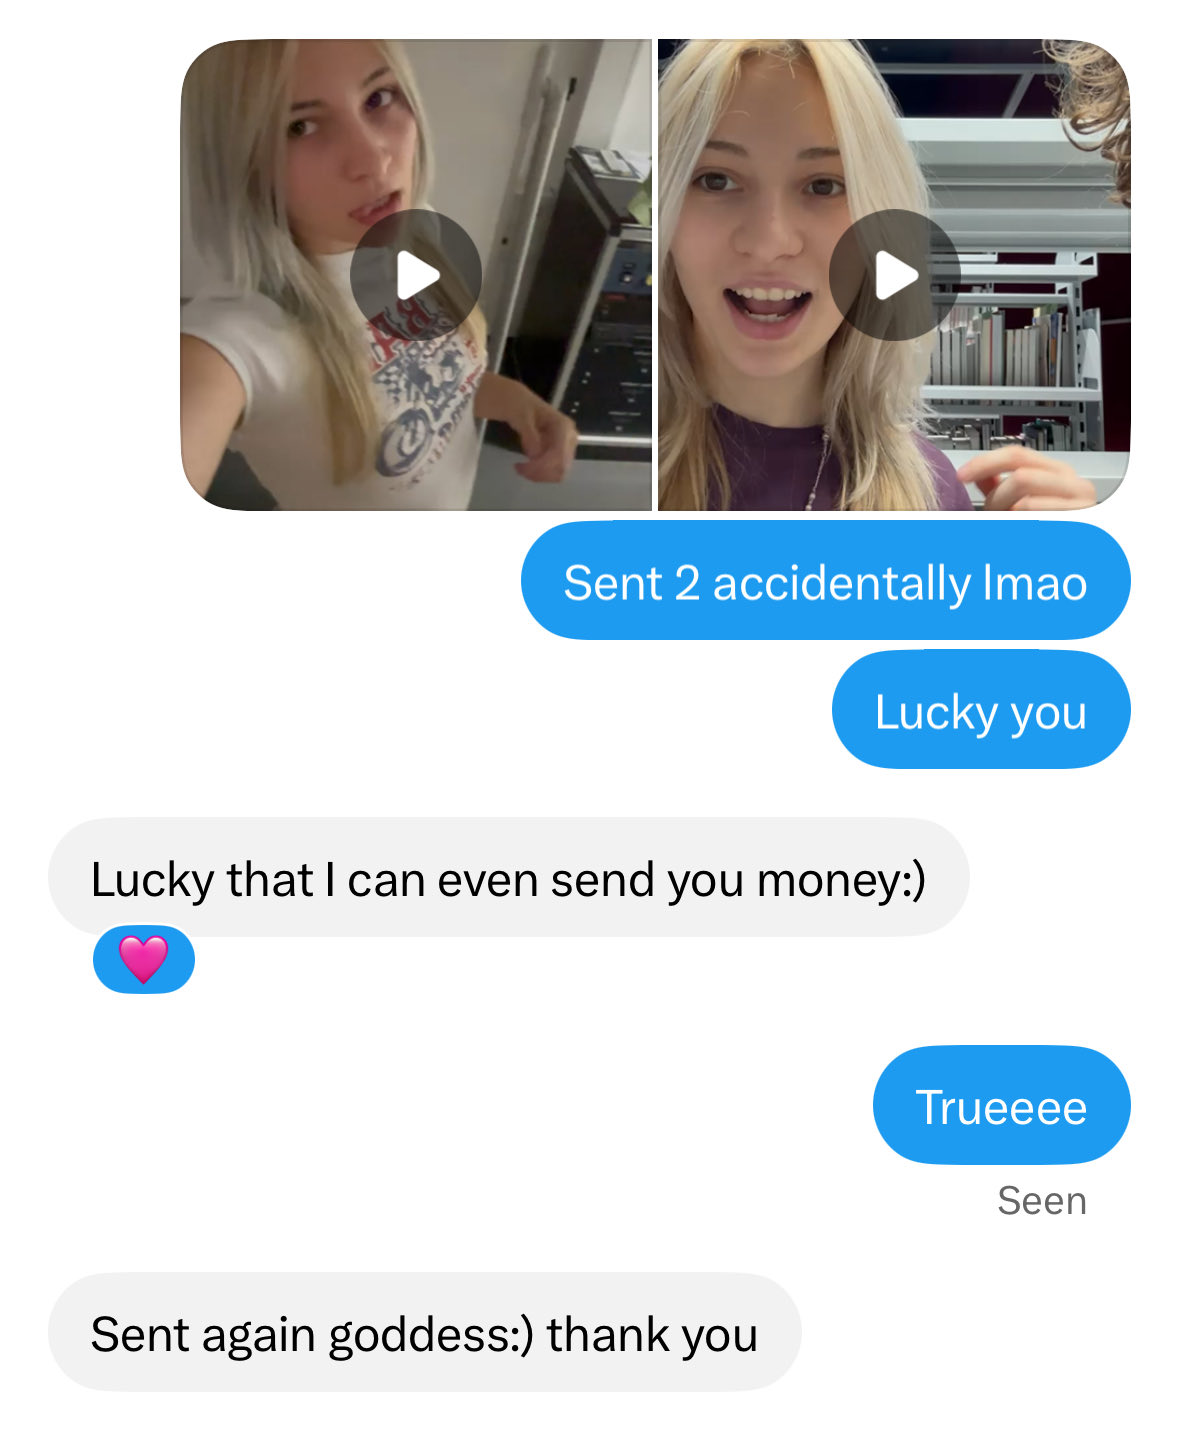 Sent 2 accidentally lmao
Lucky you
Lucky that I can even send you money:)
Trueeee
Seen
Sent again goddess:) thank you